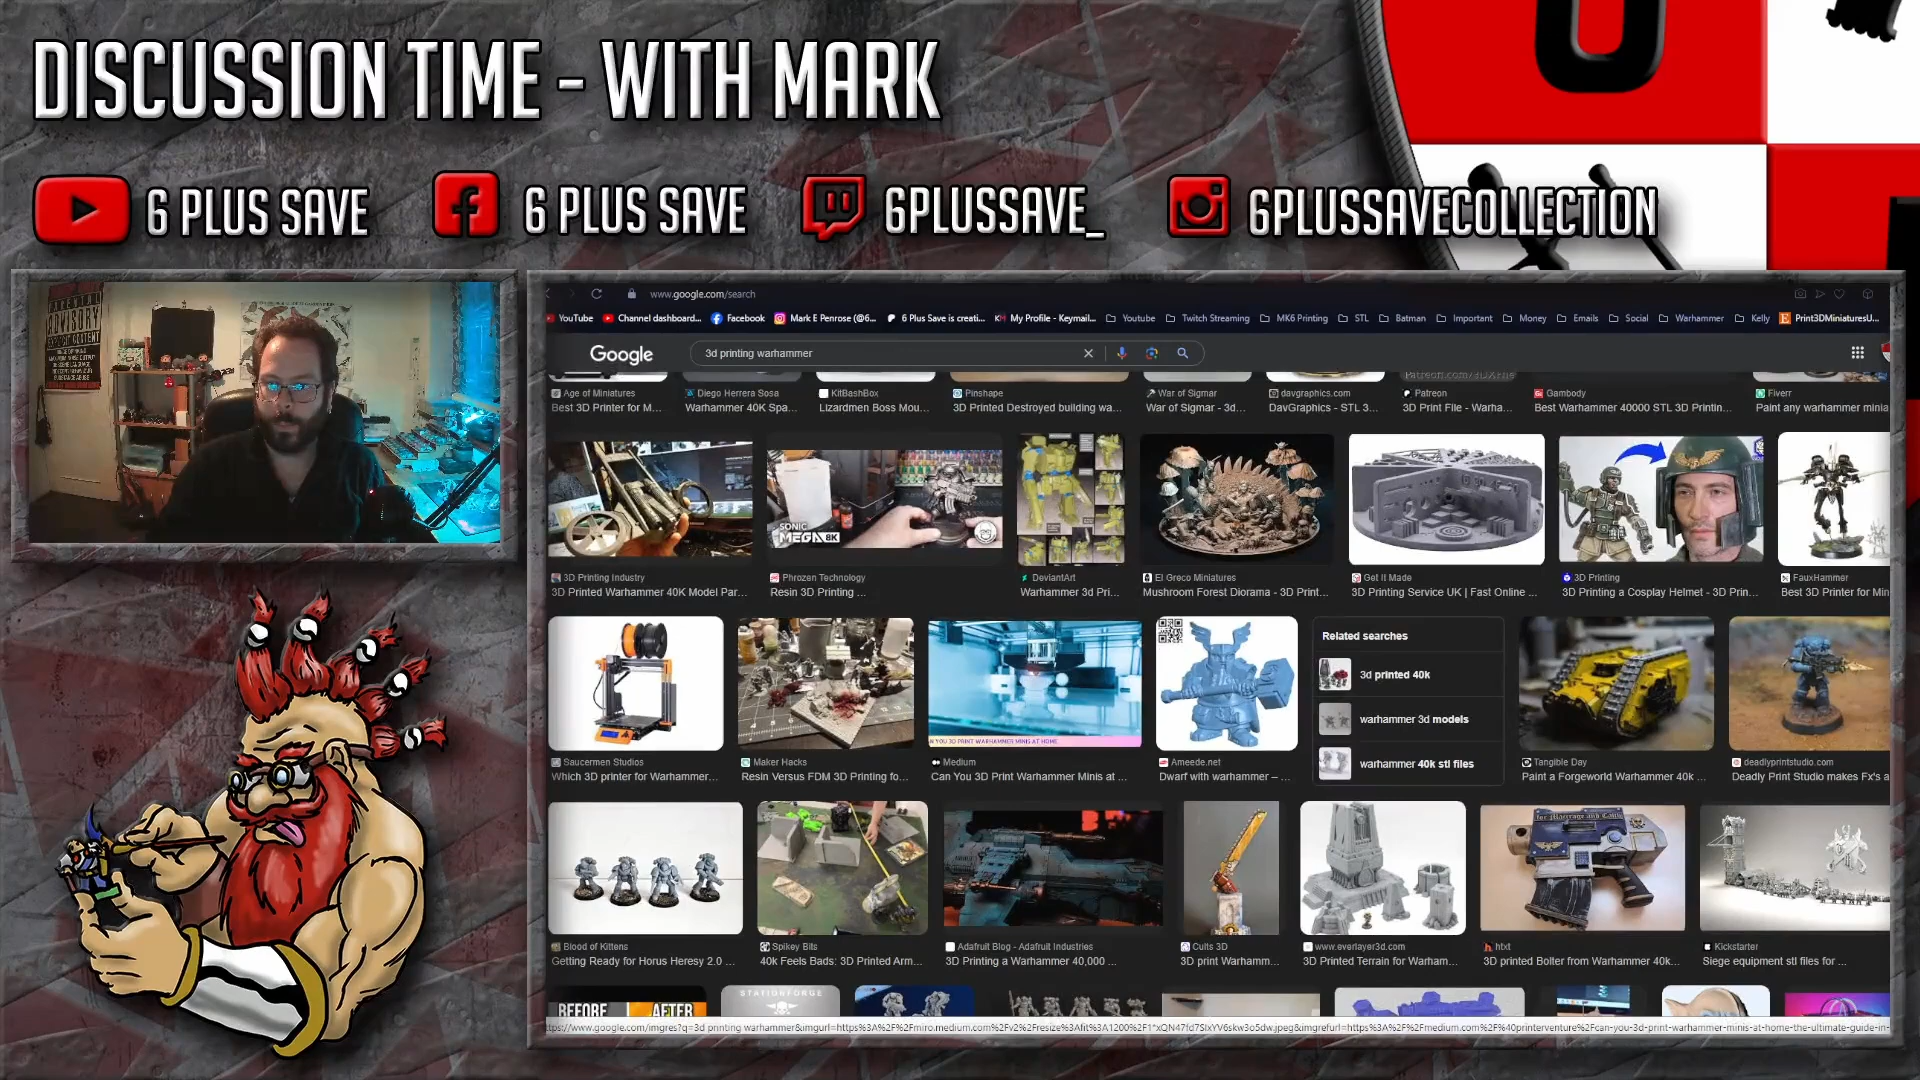 DISCUSSION TIME - WITH MARK
6 PLUS SAVE
6 PLUS SAVE
6PLUSSAVE_
6PLUSSAVECOLLECTION
www.google.com/search
YouTube
Channel dashboard...
Facebook
Mark E Penrose (@6...
6 Plus Save is creati...
My Profile - Keymail...
Youtube
Twitch Streaming
MK6 Printing
STL
Batman
Important
Money
Emails
Social
Warhammer
Kelly
Print3DMiniaturesU...
Google
3d printing warhammer
Age of Miniatures
Best 3D Printer for M...
Diego Herrera Sosa
Warhammer 40K Spa...
KitBashBox
Lizardmen Boss Mou...
Pinshape
3D Printed Destroyed building wa...
War of Sigmar
War of Sigmar - 3d...
davgraphics.com
DavGraphics - STL 3...
Patreon
3D Print File - Warha...
Gambody
Best Warhammer 40000 STL 3D Printin...
Fiverr
Paint any warhammer minia
ADVISORY
SONIC
MEGA 8K
3D Printing Industry
3D Printed Warhammer 40K Model Par...
Phrozen Technology
Resin 3D Printing ...
DeviantArt
Warhammer 3d Pri...
El Greco Miniatures
Mushroom Forest Diorama - 3D Print...
Get It Made
3D Printing Service UK | Fast Online ...
3D Printing
3D Printing a Cosplay Helmet - 3D Prin...
FauxHammer
Best 3D Printer for Min
N YOU 3D PRINT WARHAMMER MINIS AT HOME
Saucermen Studios
Which 3D printer for Warhammer...
Maker Hacks
Resin Versus FDM 3D Printing fo...
Medium
Can You 3D Print Warhammer Minis at ...
Ameede.net
Dwarf with warhammer – ...
Related searches
3d printed 40k
warhammer 3d models
warhammer 40k stl files
Tangible Day
Paint a Forgeworld Warhammer 40k ...
deadlyprintstudio.com
Deadly Print Studio makes Fx's a
Blood of Kittens
Getting Ready for Horus Heresy 2.0 ...
Spikey Bits
40k Feels Bads: 3D Printed Arm...
Adafruit Blog - Adafruit Industries
3D Printing a Warhammer 40,000 ...
Cults 3D
3D print Warhamm...
www.everlayer3d.com
3D Printed Terrain for Warham...
htxt
3D printed Bolter from Warhammer 40k...
Kickstarter
Siege equipment stl files for ...
BEFORE
AFTER
STATIONFORGE